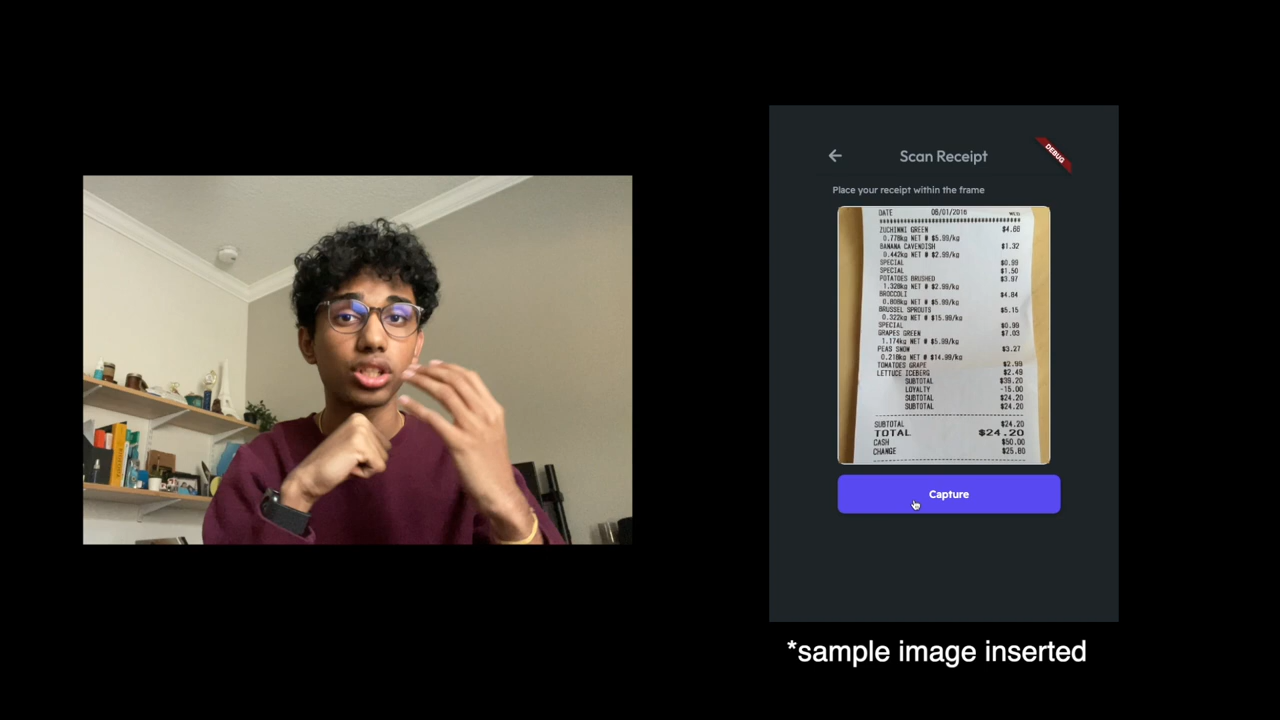 Scan Receipt
DEBUG
Place your receipt within the frame
DATE 08/01/2016 WED
ZUCHINNI GREEN $4.66
0.778kg NET @ $5.99/kg
BANANA CAVENDISH $1.32
0.442kg NET @ $2.99/kg
SPECIAL $0.99
SPECIAL $1.50
POTATOES BRUSHED $3.97
1.328kg NET @ $2.99/kg
BROCCOLI $4.84
0.808kg NET @ $5.99/kg
BRUSSEL SPROUTS $5.15
0.322kg NET @ $15.99/kg
SPECIAL $0.99
GRAPES GREEN $7.03
1.174kg NET @ $5.99/kg
PEAS SNOW $3.27
0.218kg NET @ $14.99/kg
TOMATOES GRAPE $2.99
LETTUCE ICEBERG $2.49
SUBTOTAL $39.20
LOYALTY -15.00
SUBTOTAL $24.20
SUBTOTAL $24.20
SUBTOTAL $24.20
TOTAL $24.20
CASH $50.00
CHANGE $25.80
Capture
*sample image inserted